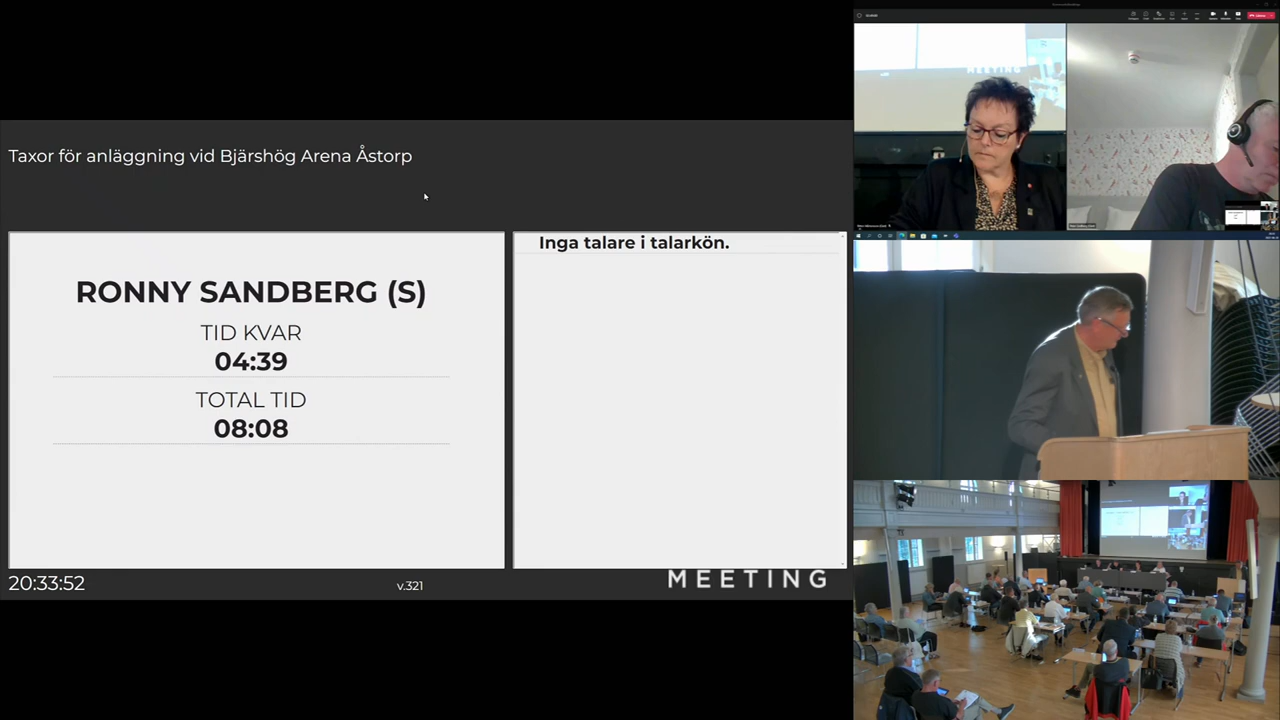 Taxor för anläggning vid Bjärshög Arena Åstorp
RONNY SANDBERG (S)
TID KVAR
04:39
TOTAL TID
08:08
Inga talare i talarkön.
20:33:52
v.321
MEETING